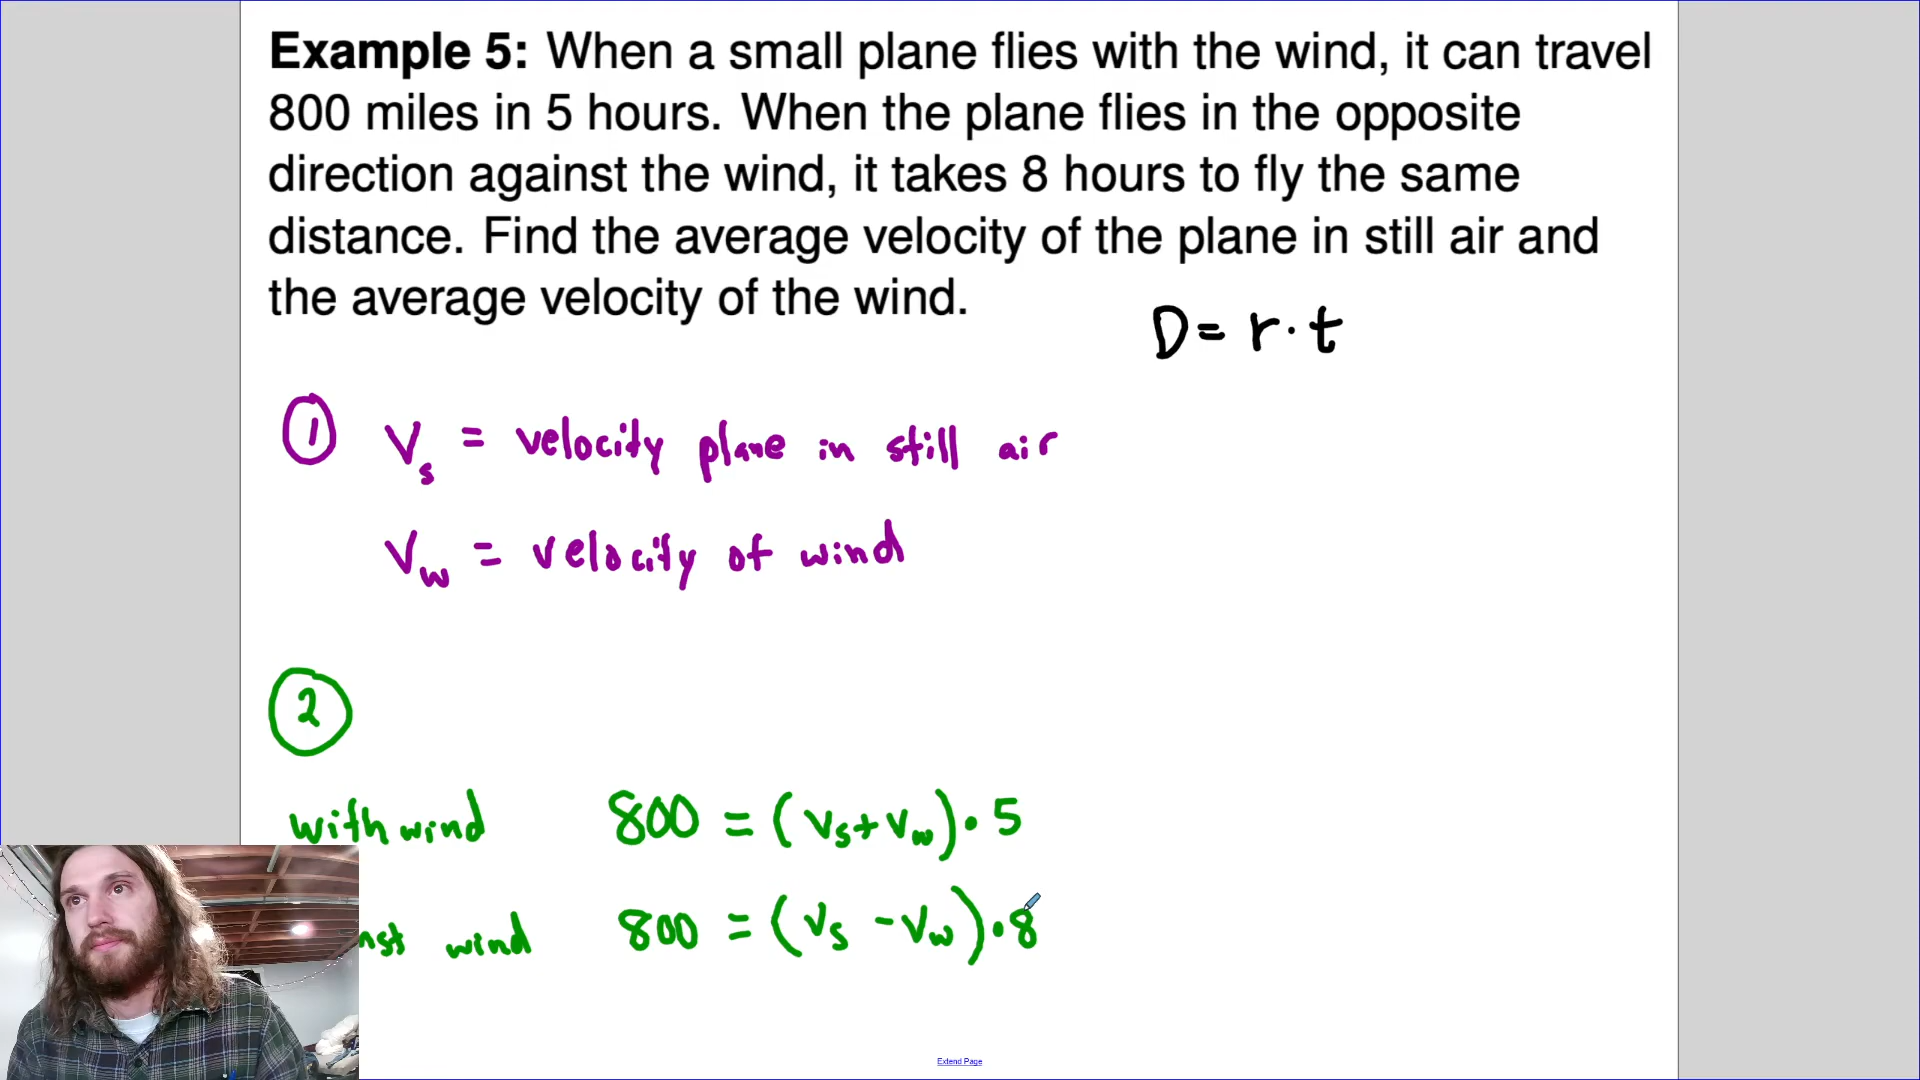 Example 5: When a small plane flies with the wind, it can travel
800 miles in 5 hours. When the plane flies in the opposite
direction against the wind, it takes 8 hours to fly the same
distance. Find the average velocity of the plane in still air and
the average velocity of the wind.
D = r · t
① Vs = velocity plane in still air
Vw = velocity of wind
②
with wind 800 = (Vs + Vw) · 5
nst wind 800 = (Vs - Vw) · 8
Extend Page